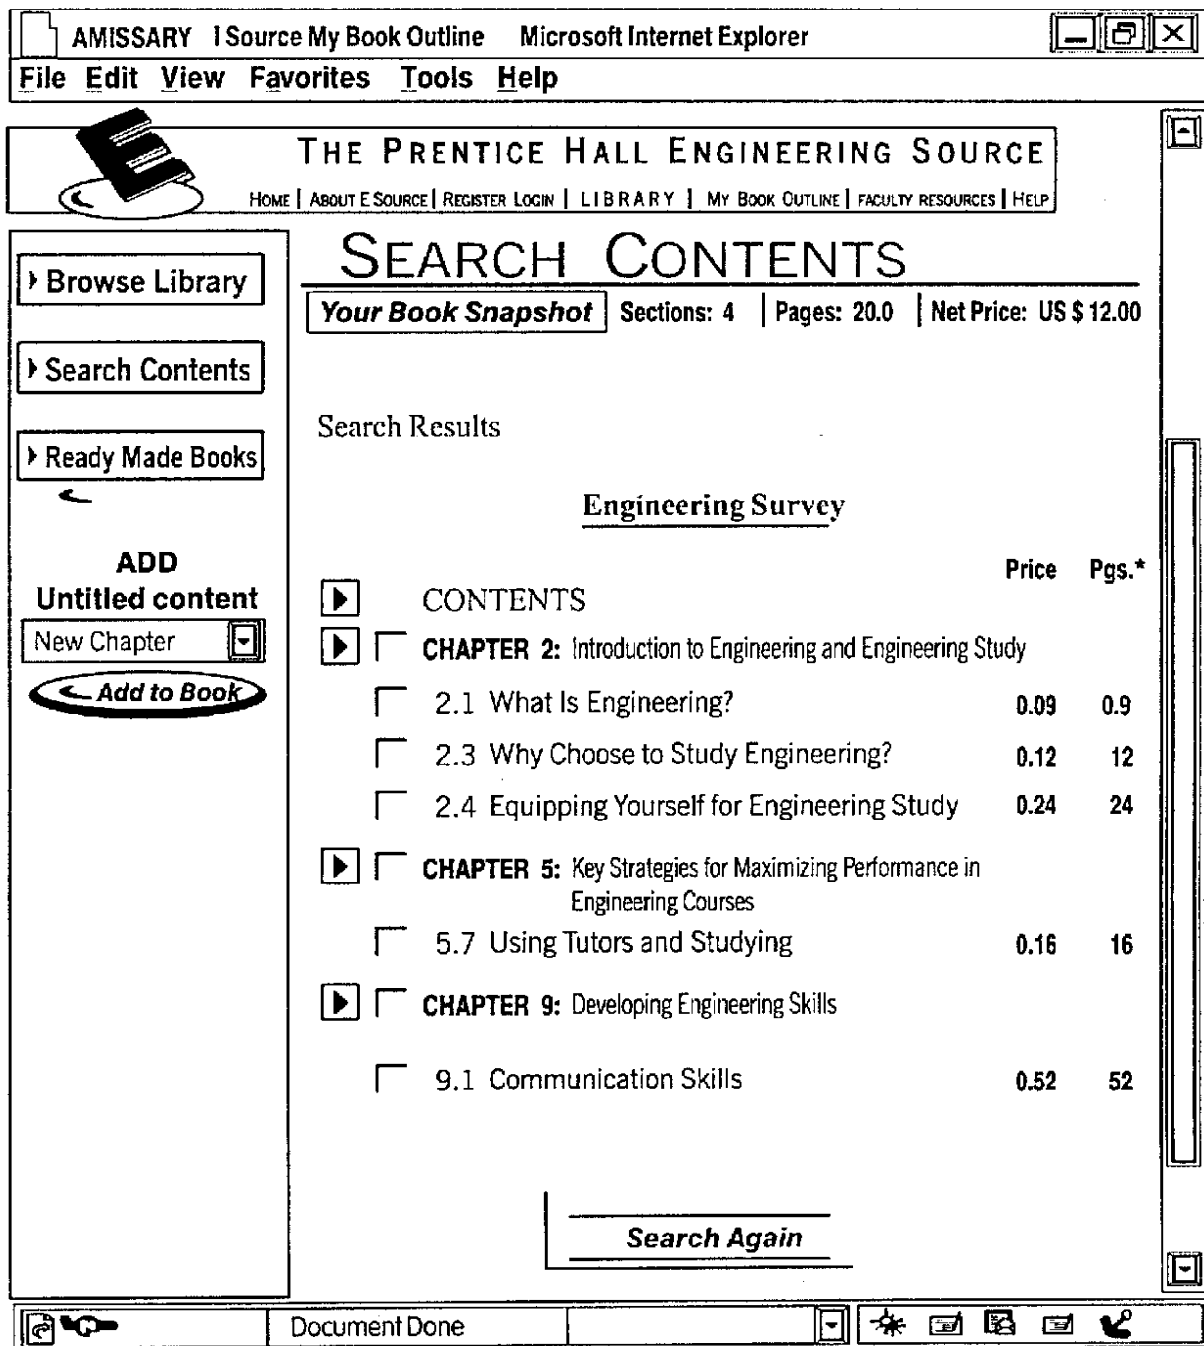 AMISSARY I Source My Book Outline Microsoft Internet Explorer
File Edit View Favorites Tools Help
E
THE PRENTICE HALL ENGINEERING SOURCE
HOME | ABOUT E SOURCE | REGISTER LOGIN | LIBRARY | MY BOOK OUTLINE | FACULTY RESOURCES | HELP
Browse Library
Search Contents
Ready Made Books
ADD
Untitled content
New Chapter
Add to Book
SEARCH CONTENTS
Your Book Snapshot Sections: 4 | Pages: 20.0 | Net Price: US $ 12.00
Search Results
Engineering Survey
Price Pgs.*
CONTENTS
CHAPTER 2: Introduction to Engineering and Engineering Study
2.1 What Is Engineering? 0.09 0.9
2.3 Why Choose to Study Engineering? 0.12 12
2.4 Equipping Yourself for Engineering Study 0.24 24
CHAPTER 5: Key Strategies for Maximizing Performance in
Engineering Courses
5.7 Using Tutors and Studying 0.16 16
CHAPTER 9: Developing Engineering Skills
9.1 Communication Skills 0.52 52
Search Again
Document Done